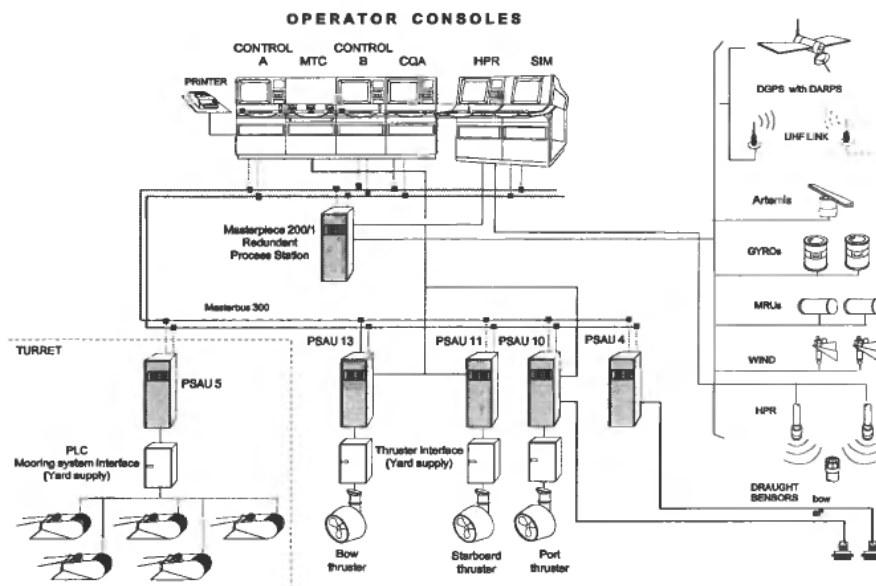 OPERATOR CONSOLES
CONTROL
A
MTC
CONTROL
B
CQA
HPR
SIM
PRINTER
DGPS with DARPS
UHF LINK
Artemis
Masterpiece 200/1
Redundant
Process Station
GYROs
MRUs
Masterbus 300
WIND
TURRET
PSAU 5
PSAU 13
PSAU 11
PSAU 10
PSAU 4
HPR
PLC
Mooring system Interface
(Yard supply)
Thruster Interface
(Yard supply)
DRAUGHT
SENSORS
bow
aft
Bow
thruster
Starboard
thruster
Port
thruster